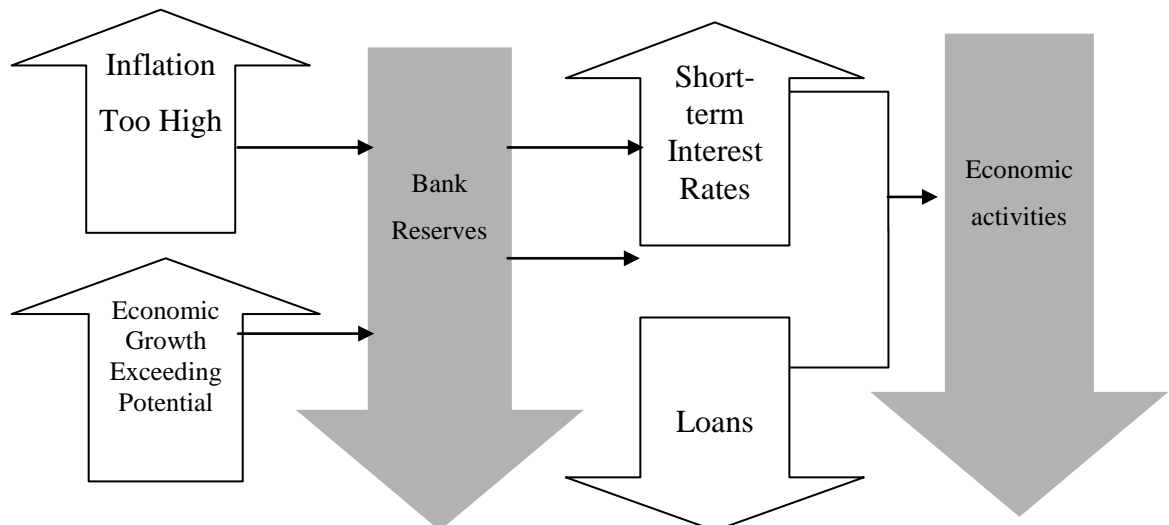 Inflation
Too High
Economic
Growth
Exceeding
Potential
Bank
Reserves
Short-
term
Interest
Rates
Loans
Economic
activities